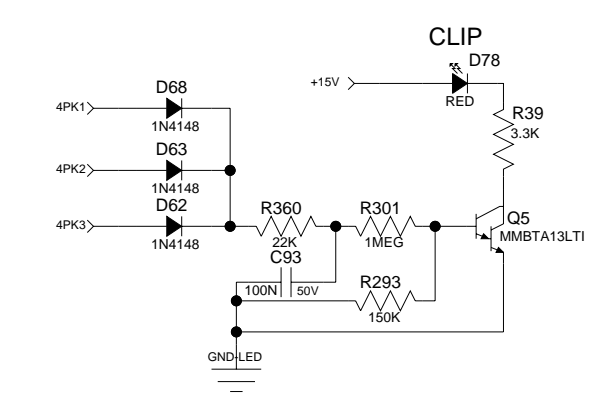 CLIP
D78
+15V
RED
D68
4PK1
1N4148
R39
3.3K
D63
4PK2
1N4148
D62
4PK3
1N4148
R360
22K
R301
1MEG
Q5
MMBTA13LTI
C93
100N
50V
R293
150K
GND-LED